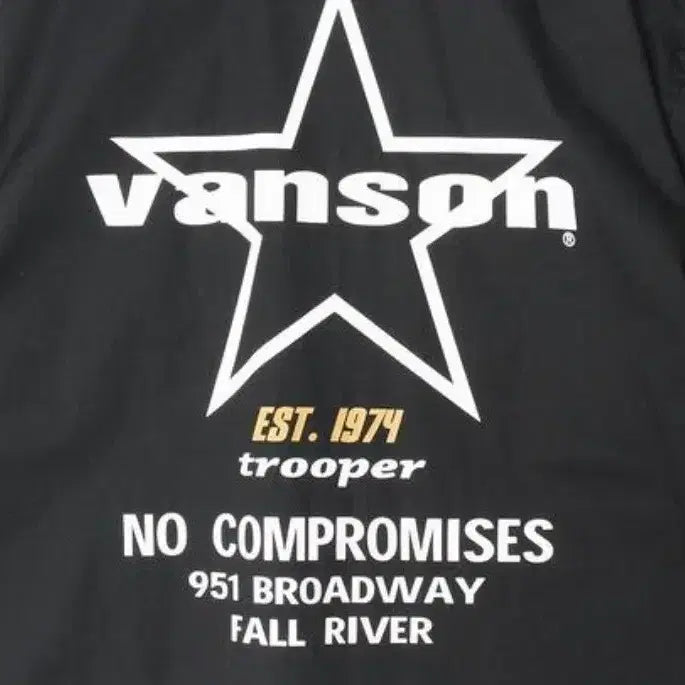 vanson®
EST. 1974
trooper
NO COMPROMISES
951 BROADWAY
FALL RIVER